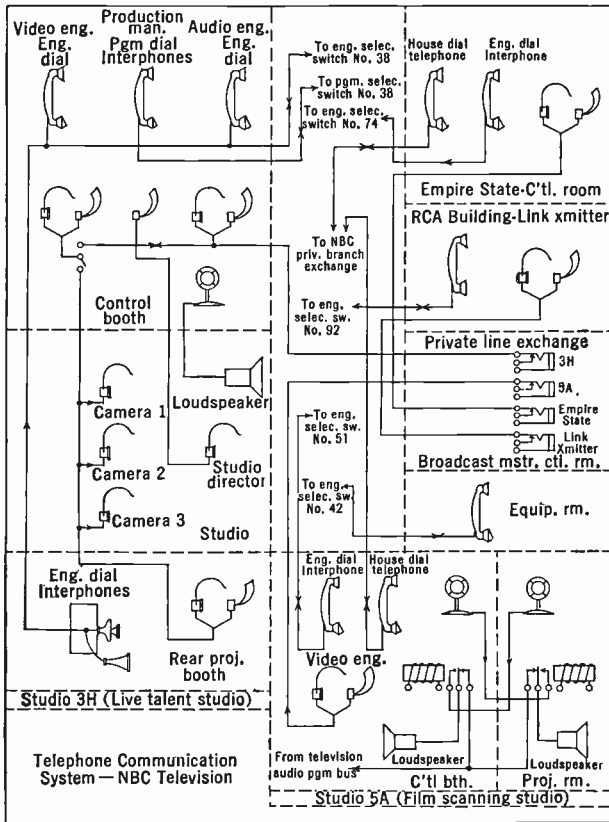 Video eng.
Eng.
dial
Production
man.
Pgm dial
Interphones
Audio eng.
Eng.
dial
To eng. selec.
switch No. 38
To pgm. selec.
switch No. 38
To eng. selec.
switch No. 74
House dial
telephone
Eng. dial
Interphone
Empire State-C'tl. room
RCA Building-Link xmitter
To NBC
priv. branch
exchange
To eng.
selec. sw.
No. 92
Control
booth
Loudspeaker
Private line exchange
3H
5A
Empire
State
Link
Xmitter
Broadcast mstr. ctl. rm.
Camera 1
Camera 2
Camera 3
Studio
director
Studio
To eng.
selec. sw.
No. 51
To eng.
selec. sw.
No. 42
Equip. rm.
Eng. dial
Interphones
Rear proj.
booth
Studio 3H (Live talent studio)
Eng. dial
Interphone
House dial
telephone
Video eng.
Loudspeaker
Loudspeaker
From television
audio pgm bus
C'tl bth.
Proj. rm.
Studio 5A (Film scanning studio)
Telephone Communication
System — NBC Television